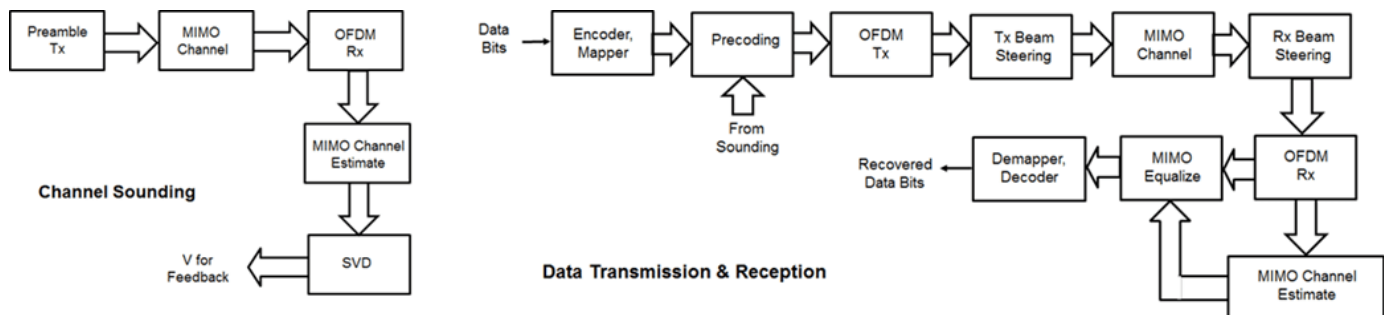 Preamble
Tx
MIMO
Channel
OFDM
Rx
MIMO Channel
Estimate
Channel Sounding
SVD
V for
Feedback
Data
Bits
Encoder,
Mapper
Precoding
OFDM
Tx
Tx Beam
Steering
MIMO
Channel
Rx Beam
Steering
From
Sounding
Recovered
Data Bits
Demapper,
Decoder
MIMO
Equalize
OFDM
Rx
Data Transmission & Reception
MIMO Channel
Estimate